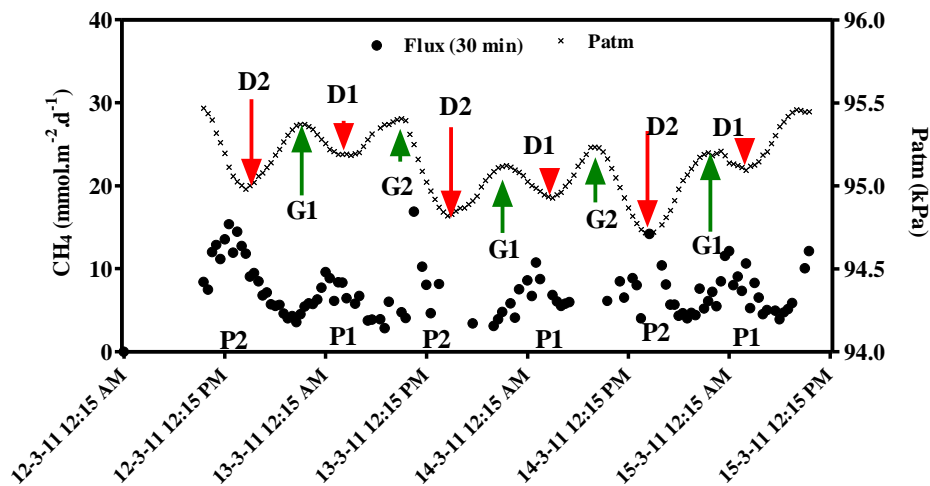 40
30
20
10
0
CH4 (mmol.m-2.d-1)
96.0
95.5
95.0
94.5
94.0
Patm (kPa)
Flux (30 min)
Patm
D2
D1
D2
D1
D2
D1
G1
G2
G1
G2
G1
P2
P1
P2
P1
P2
P1
12-3-11 12:15 AM
12-3-11 12:15 PM
13-3-11 12:15 AM
13-3-11 12:15 PM
14-3-11 12:15 AM
14-3-11 12:15 PM
15-3-11 12:15 AM
15-3-11 12:15 PM